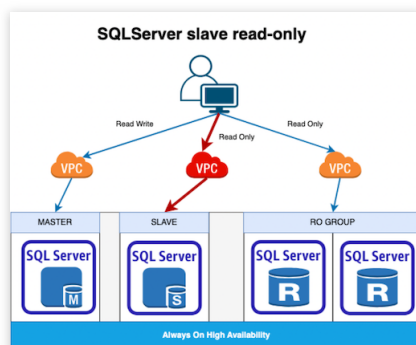 SQLServer slave read-only
Read Write
Read Only
Read Only
VPC
VPC
VPC
MASTER
SLAVE
RO GROUP
SQL Server
M
SQL Server
S
SQL Server
R
SQL Server
R
Always On High Availability